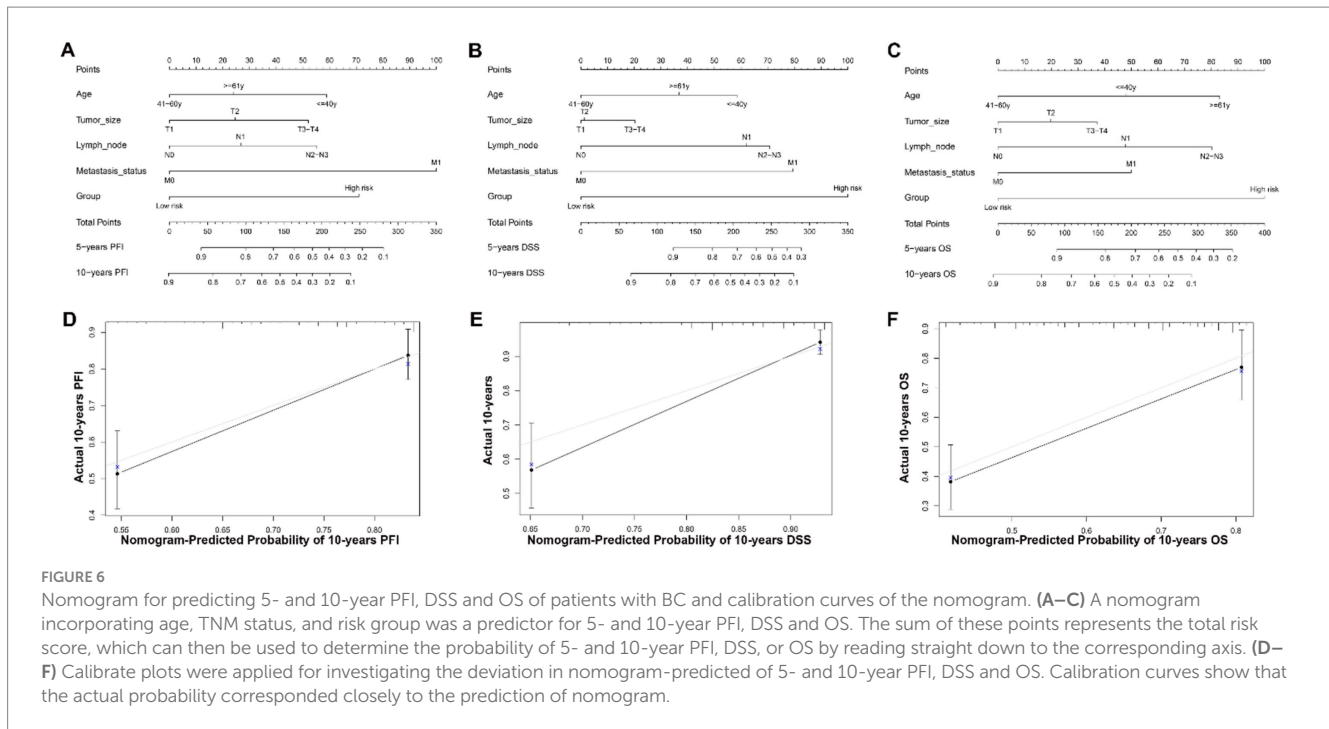 A
Points
0 10 20 30 40 50 60 70 80 90 100
>=61y
Age
41-60y <=40y
T2
Tumor_size
T1 T3-T4
N1
Lymph_node
N0 N2-N3
M1
Metastasis_status
M0
High risk
Group
Low risk
Total Points
0 50 100 150 200 250 300 350
5-years PFI
0.9 0.8 0.7 0.6 0.5 0.4 0.3 0.2 0.1
10-years PFI
0.9 0.8 0.7 0.6 0.5 0.4 0.3 0.2 0.1
B
Points
0 10 20 30 40 50 60 70 80 90 100
>=61y
Age
41-60y <=40y
T2
Tumor_size
T1 T3-T4
N1
Lymph_node
N0 N2-N3
M1
Metastasis_status
M0
High risk
Group
Low risk
Total Points
0 50 100 150 200 250 300 350
5-years DSS
0.9 0.8 0.7 0.6 0.5 0.4 0.3
10-years DSS
0.9 0.8 0.7 0.6 0.5 0.4 0.3 0.2 0.1
C
Points
0 10 20 30 40 50 60 70 80 90 100
<=40y
Age
41-60y >=61y
T2
Tumor_size
T1 T3-T4
N1
Lymph_node
N0 N2-N3
M1
Metastasis_status
M0
High risk
Group
Low risk
Total Points
0 50 100 150 200 250 300 350 400
5-years OS
0.9 0.8 0.7 0.6 0.5 0.4 0.3 0.2
10-years OS
0.9 0.8 0.7 0.6 0.5 0.4 0.3 0.2 0.1
D
Actual 10-years PFI
0.4 0.5 0.6 0.7 0.8 0.9
0.55 0.60 0.65 0.70 0.75 0.80
Nomogram-Predicted Probability of 10-years PFI
E
Actual 10-years
0.5 0.6 0.7 0.8 0.9
0.65 0.70 0.75 0.80 0.85 0.90
Nomogram-Predicted Probability of 10-years DSS
F
Actual 10-years OS
0.3 0.4 0.5 0.6 0.7 0.8 0.9
0.5 0.6 0.7 0.8
Nomogram-Predicted Probability of 10-years OS
FIGURE 6
Nomogram for predicting 5- and 10-year PFI, DSS and OS of patients with BC and calibration curves of the nomogram. (A–C) A nomogram
incorporating age, TNM status, and risk group was a predictor for 5- and 10-year PFI, DSS and OS. The sum of these points represents the total risk
score, which can then be used to determine the probability of 5- and 10-year PFI, DSS, or OS by reading straight down to the corresponding axis. (D–
F) Calibrate plots were applied for investigating the deviation in nomogram-predicted of 5- and 10-year PFI, DSS and OS. Calibration curves show that
the actual probability corresponded closely to the prediction of nomogram.